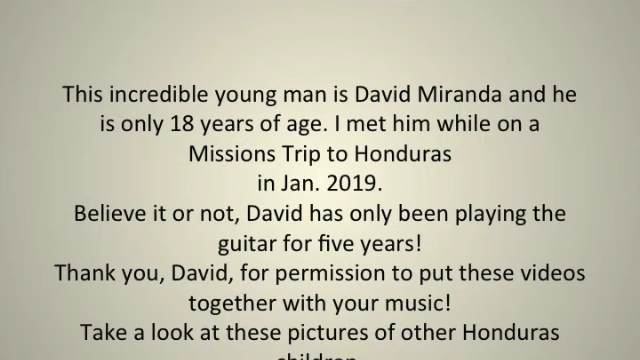 This incredible young man is David Miranda and he
is only 18 years of age. I met him while on a
Missions Trip to Honduras
in Jan. 2019.
Believe it or not, David has only been playing the
guitar for five years!
Thank you, David, for permission to put these videos
together with your music!
Take a look at these pictures of other Honduras
children